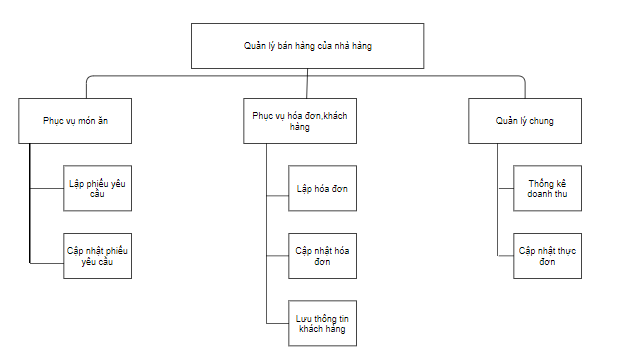 Quản lý bán hàng của nhà hàng
Phục vụ món ăn
Phục vụ hóa đơn,khách
hàng
Quản lý chung
Lập phiếu yêu
cầu
Cập nhật phiếu
yêu cầu
Lập hóa đơn
Cập nhật hóa
đơn
Lưu thông tin
khách hàng
Thống kê
doanh thu
Cập nhật thực
đơn